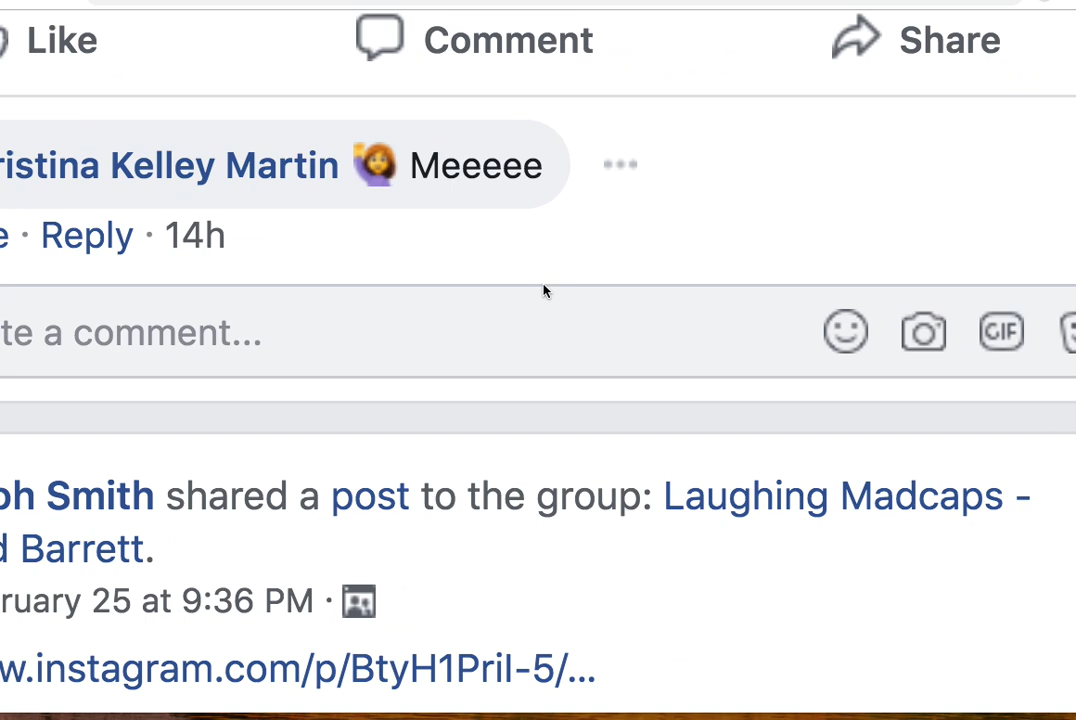 Like Comment Share
ristina Kelley Martin 🙋 Meeeee
e · Reply · 14h
te a comment...
GIF
ph Smith shared a post to the group: Laughing Madcaps -
d Barrett.
ruary 25 at 9:36 PM ·
w.instagram.com/p/BtyH1PriI-5/...